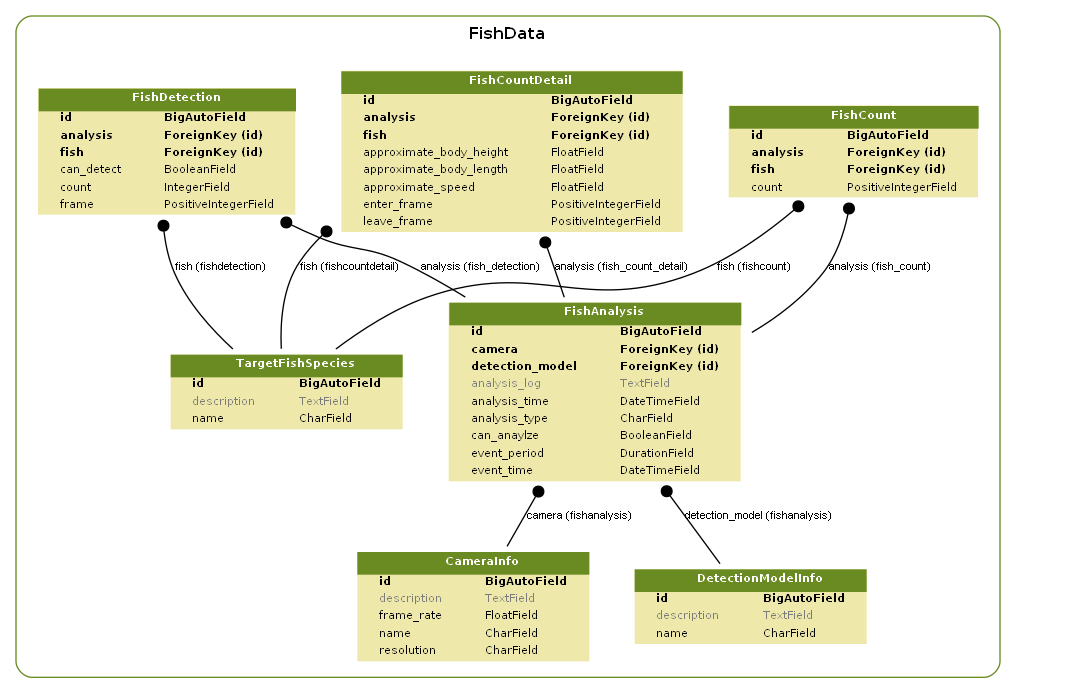 FishData
FishDetection
id BigAutoField
analysis ForeignKey (id)
fish ForeignKey (id)
can_detect BooleanField
count IntegerField
frame PositiveIntegerField
FishCountDetail
id BigAutoField
analysis ForeignKey (id)
fish ForeignKey (id)
approximate_body_height FloatField
approximate_body_length FloatField
approximate_speed FloatField
enter_frame PositiveIntegerField
leave_frame PositiveIntegerField
FishCount
id BigAutoField
analysis ForeignKey (id)
fish ForeignKey (id)
count PositiveIntegerField
fish (fishdetection)
fish (fishcountdetail)
analysis (fish_detection)
analysis (fish_count_detail)
fish (fishcount)
analysis (fish_count)
TargetFishSpecies
id BigAutoField
description TextField
name CharField
FishAnalysis
id BigAutoField
camera ForeignKey (id)
detection_model ForeignKey (id)
analysis_log TextField
analysis_time DateTimeField
analysis_type CharField
can_anaylze BooleanField
event_period DurationField
event_time DateTimeField
camera (fishanalysis)
detection_model (fishanalysis)
CameraInfo
id BigAutoField
description TextField
frame_rate FloatField
name CharField
resolution CharField
DetectionModelInfo
id BigAutoField
description TextField
name CharField